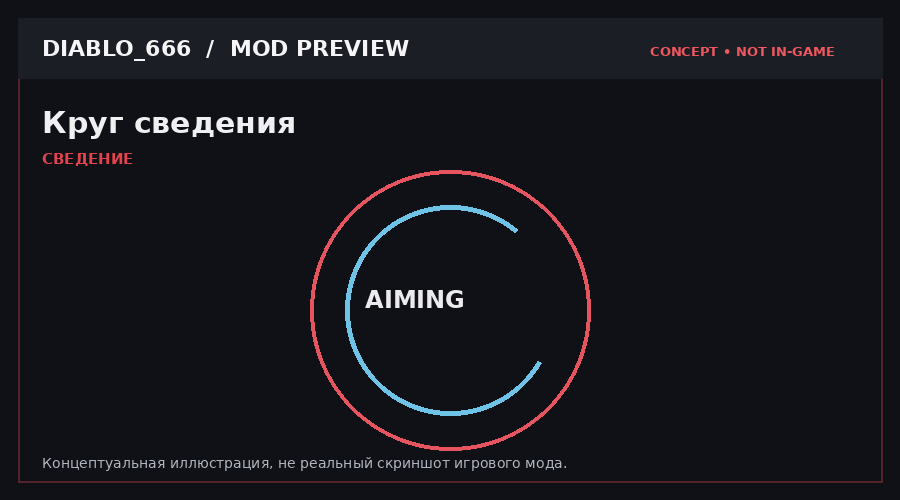 DIABLO_666 / MOD PREVIEW
CONCEPT • NOT IN-GAME
Круг сведения
СВЕДЕНИЕ
AIMING
Концептуальная иллюстрация, не реальный скриншот игрового мода.